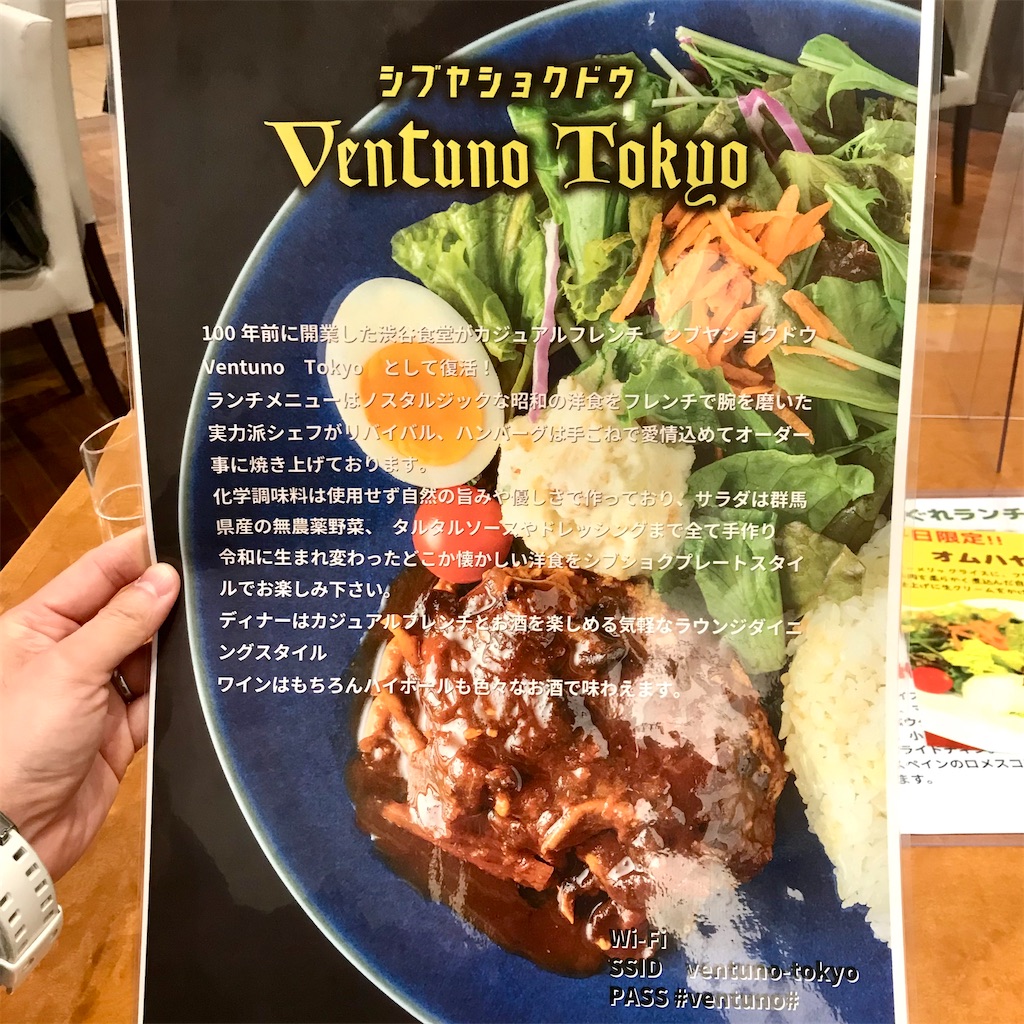 シブヤショクドウ
Ventuno Tokyo
100年前に開業した渋谷食堂がカジュアルフレンチ　シブヤショクドウ
Ventuno　Tokyo　として復活！
ランチメニューはノスタルジックな昭和の洋食をフレンチで腕を磨いた
実力派シェフがリバイバル、ハンバーグは手ごねで愛情込めてオーダー
事に焼き上げております。
化学調味料は使用せず自然の旨みや優しさで作っており、サラダは群馬
県産の無農薬野菜、　タルタルソースやドレッシングまで全て手作り
令和に生まれ変わったどこか懐かしい洋食をシブショクプレートスタイ
ルでお楽しみ下さい。
ディナーはカジュアルフレンチとお酒を楽しめる気軽なラウンジダイニ
ングスタイル
ワインはもちろんハイボールも色々なお酒で味わえます。
Wi-Fi
SSID　ventuno-tokyo
PASS #ventuno#
ぐれランチ
日限定!!
オムハヤ
ペインのロメスコ
ます。